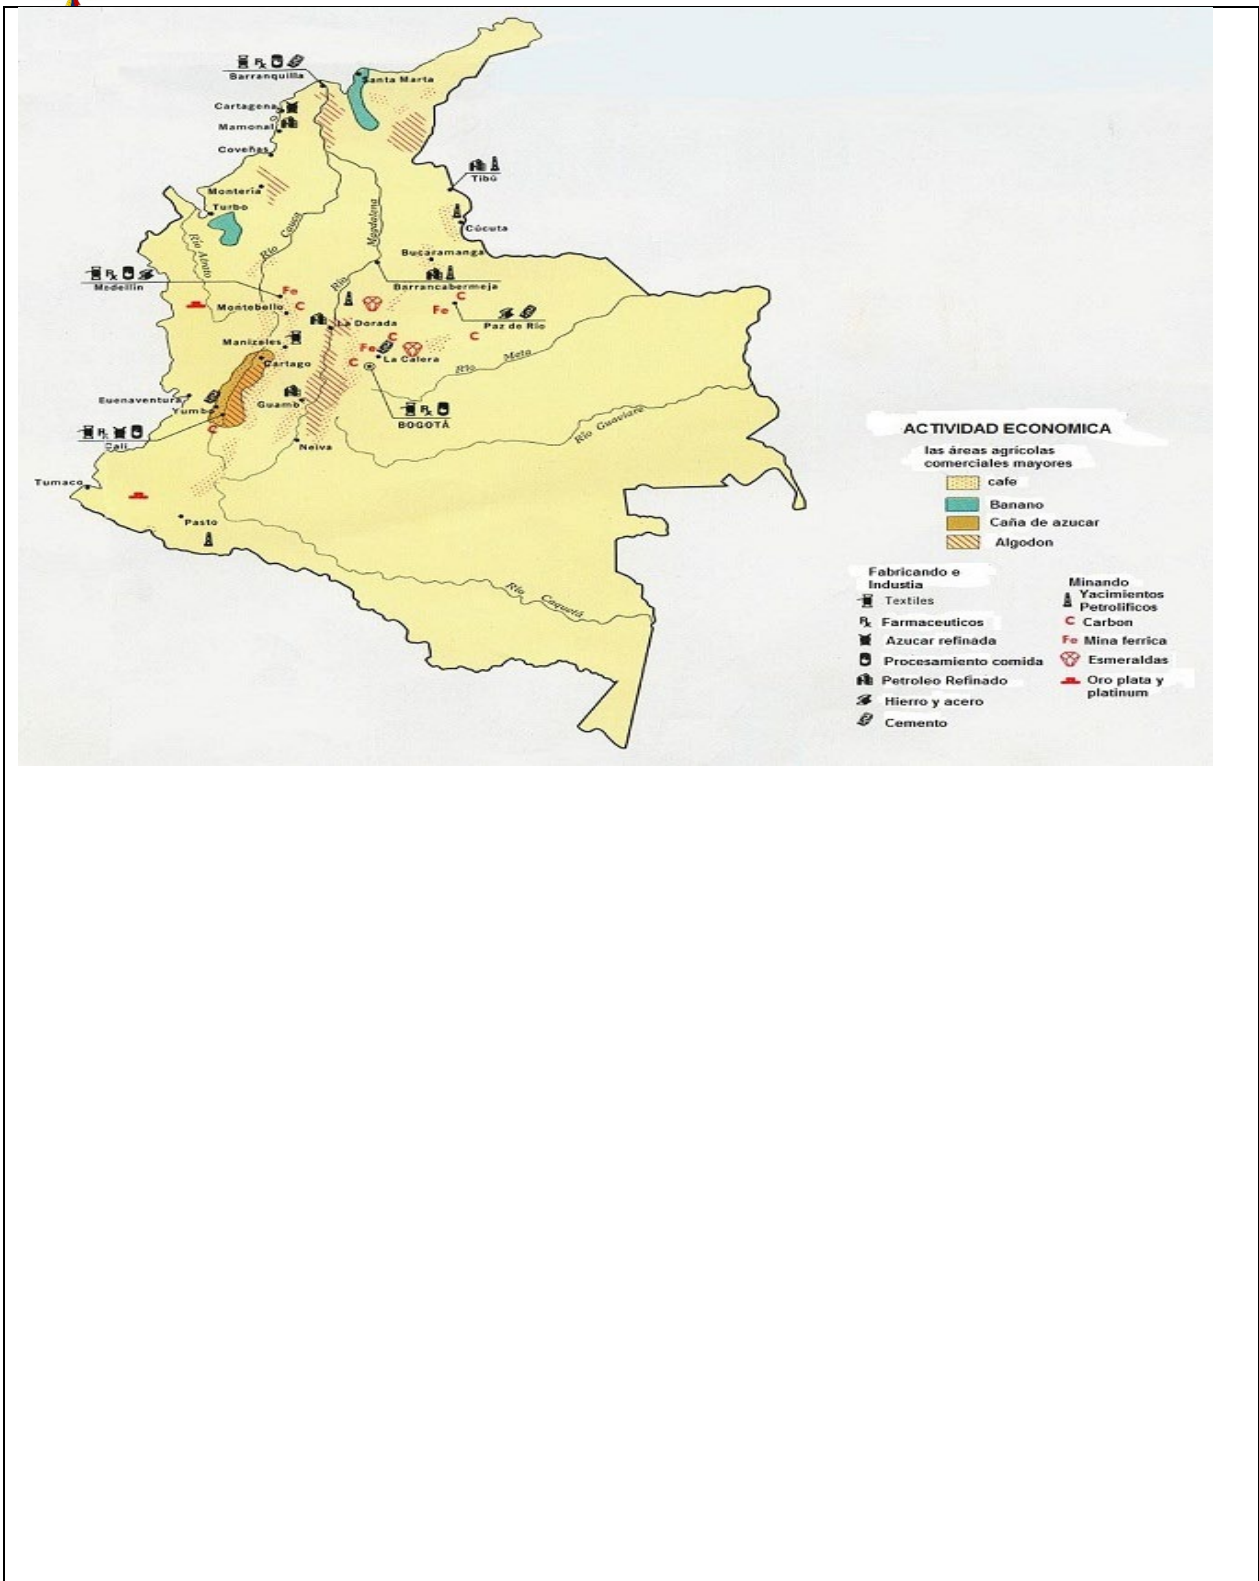 Barranquilla
Santa Marta
Cartagena
Mamonal
Coveñas
Tibú
Montería
Turbo
Cúcuta
Río Cauca
Magdalena
Río
Río Atrato
Bucaramanga
Medellín
Fe
Barrancabermeja
C
Montebello
C
Fe
Paz de Río
La Dorada
Manizales
C
C
Fe
La Calera
C
Cartago
Río Meta
Euenaventura
Guamb
Yumbo
BOGOTÁ
Río Guaviare
Cali
C
Neiva
Tumaco
Pasto
Río Caquetá
ACTIVIDAD ECONOMICA
las áreas agrícolas
comerciales mayores
cafe
Banano
Caña de azucar
Algodon
Fabricando e
Industia
Textiles
Rx Farmaceuticos
Azucar refinada
Procesamiento comida
Petroleo Refinado
Hierro y acero
Cemento
Minando
Yacimientos
Petrolificos
C Carbon
Fe Mina ferrica
Esmeraldas
Oro plata y
platinum